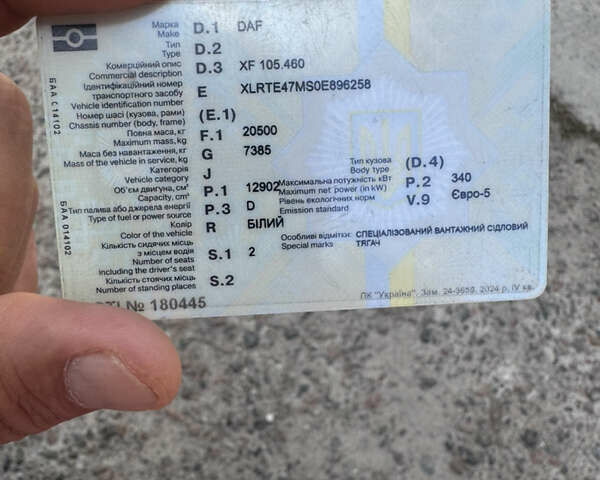 Марка D.1 DAF
Make
Тип D.2
Type
Комерційний опис D.3 XF 105.460
Commercial description
Ідентифікаційний номер
транспортного засобу E XLRTE47MS0E896258
Vehicle identification number
Номер шасі (кузова, рами) (E.1)
Chassis number (body, frame)
Повна маса, кг F.1 20500
Maximum mass, kg
Маса без навантаження, кг G 7385
Mass of the vehicle in service, kg
Категорія J
Vehicle category
Тип кузова (D.4)
Body type
Об'єм двигуна, см³ P.1 12902
Capacity, cm³
Максимальна потужність кВт P.2 340
Maximum net power (in kW)
Тип палива або джерела енергії P.3 D
Type of fuel or power source
Рівень екологічних норм V.9 Євро-5
Emission standard
Колір R БІЛИЙ
Color of the vehicle
Кількість сидячих місць
з місцем водія S.1 2
Number of seats
including the driver's seat
Особливі відмітки: СПЕЦІАЛІЗОВАНИЙ ВАНТАЖНИЙ СІДЛОВИЙ
Special marks ТЯГАЧ
Кількість стоячих місць S.2
Number of standing places
№ 180445
ПК "Україна". Зам. 24-3659. 2024 р. IV кв.
БАА С14102
БАА 014102